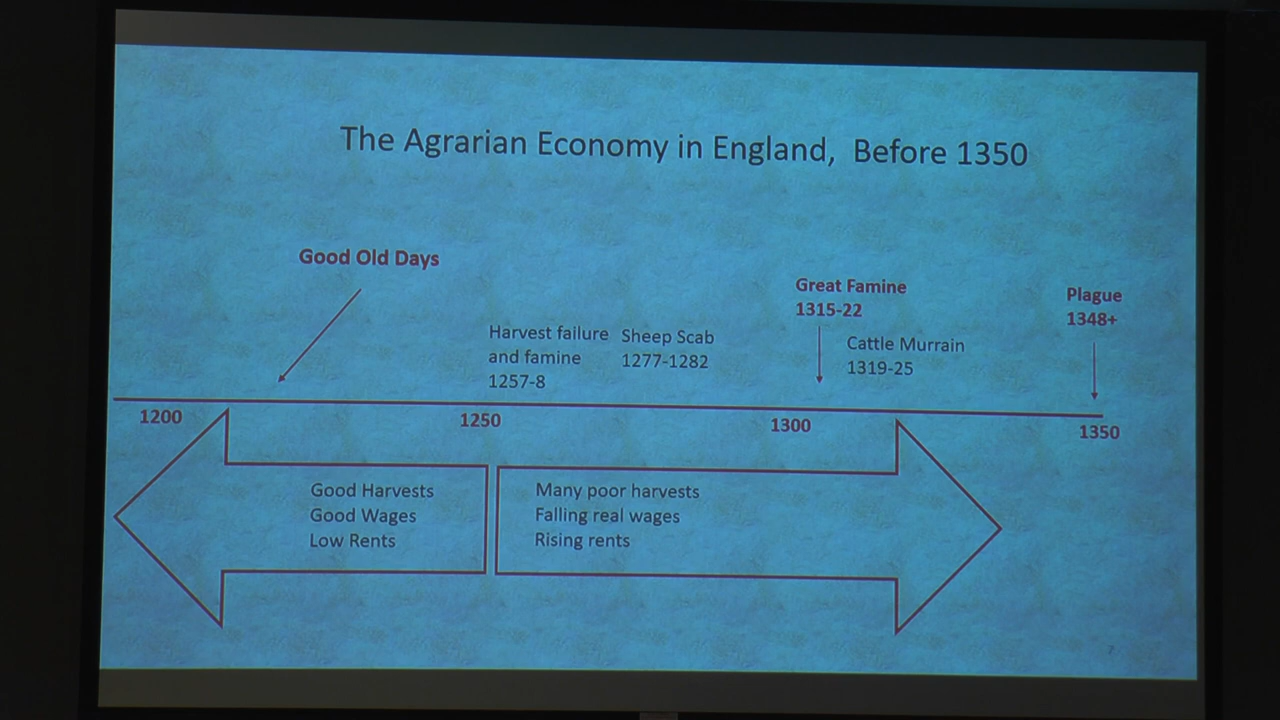 The Agrarian Economy in England, Before 1350
Good Old Days
Great Famine
1315-22
Plague
1348+
Harvest failure
and famine
1257-8
Sheep Scab
1277-1282
Cattle Murrain
1319-25
1200
1250
1300
1350
Good Harvests
Good Wages
Low Rents
Many poor harvests
Falling real wages
Rising rents
7